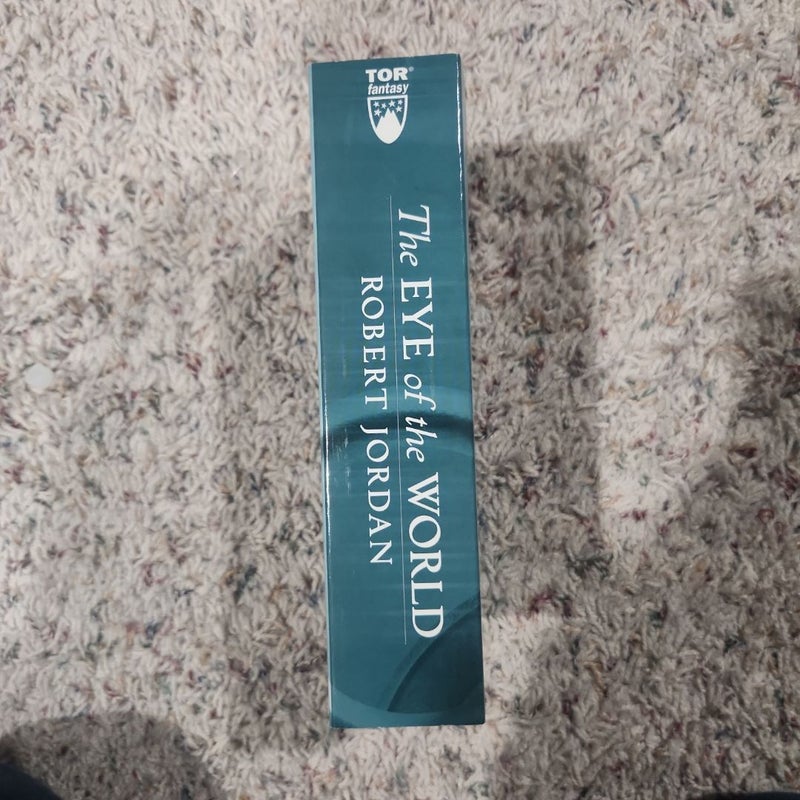 TOR®
fantasy
The EYE of the WORLD
ROBERT JORDAN